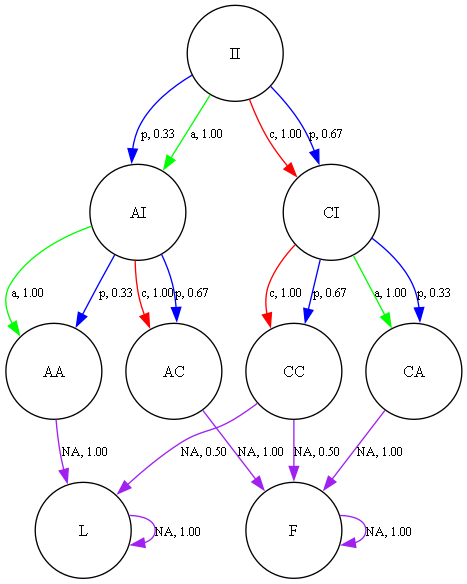 II
p, 0.33
a, 1.00
c, 1.00
p, 0.67
AI
CI
a, 1.00
p, 0.33
c, 1.00
p, 0.67
c, 1.00
p, 0.67
a, 1.00
p, 0.33
AA
AC
CC
CA
NA, 1.00
NA, 0.50
NA, 1.00
NA, 0.50
NA, 1.00
L
NA, 1.00
F
NA, 1.00